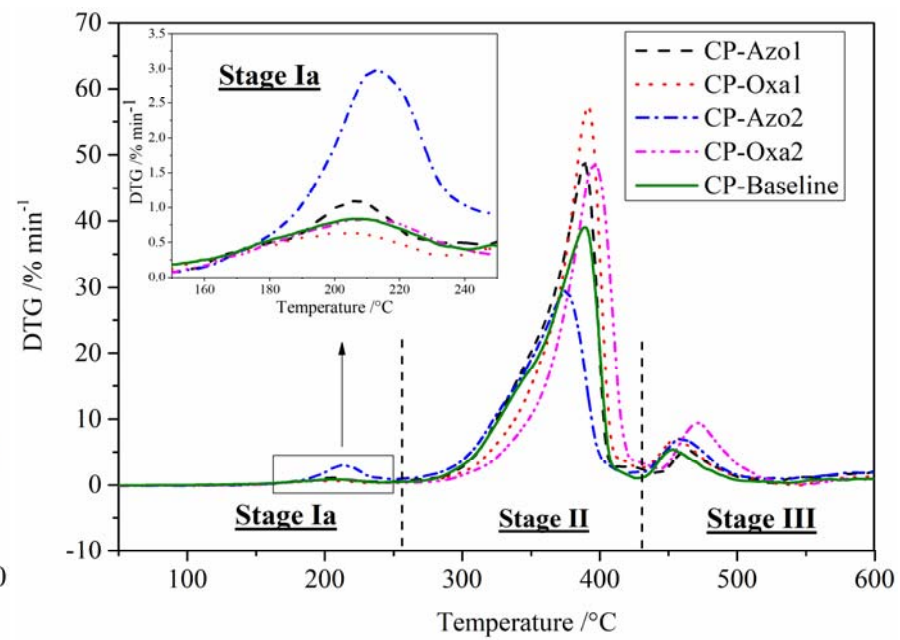 70
60
50
40
30
20
10
0
-10
DTG /% min⁻¹
3.5
3.0
2.5
2.0
1.5
1.0
0.5
0.0
DTG /% min⁻¹
Stage Ia
160 180 200 220 240
Temperature /°C
CP-Azo1
CP-Oxa1
CP-Azo2
CP-Oxa2
CP-Baseline
Stage Ia Stage II Stage III
0
100 200 300 400 500 600
Temperature /°C